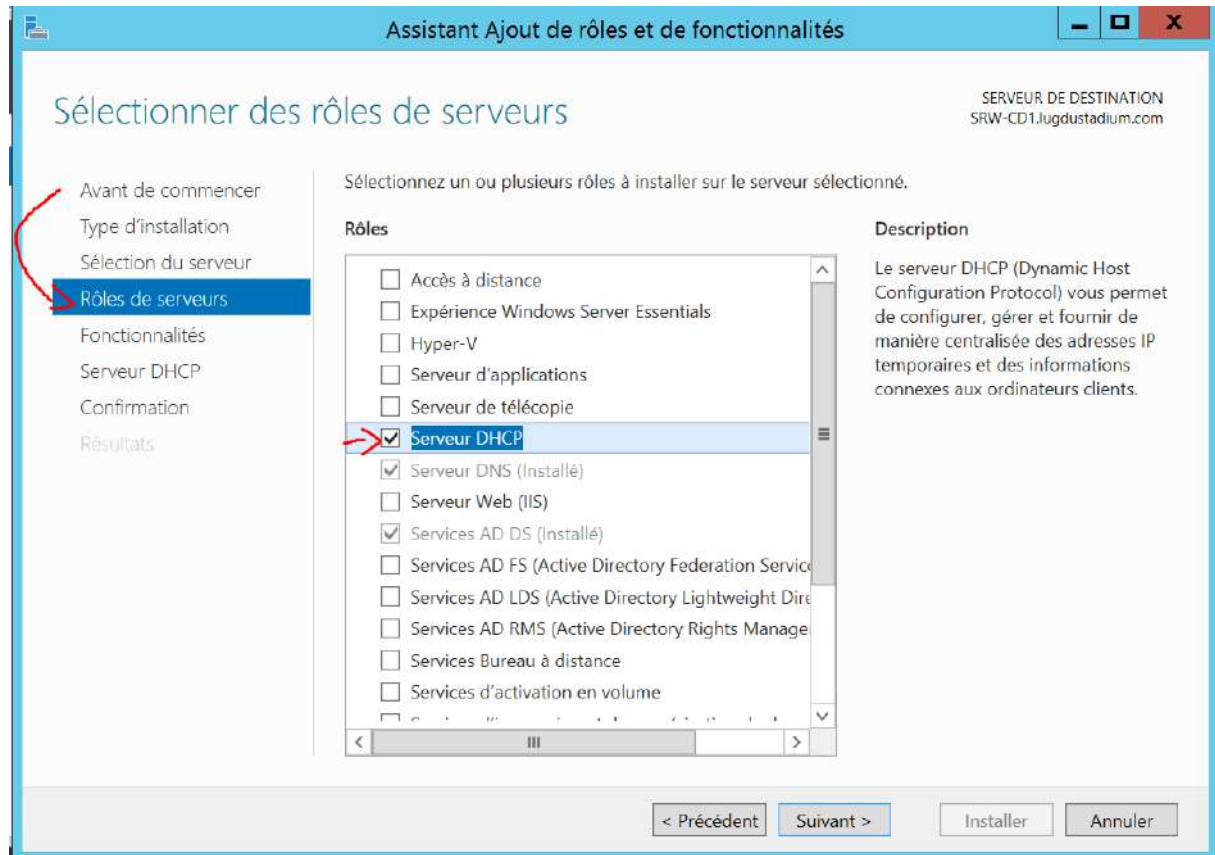 Assistant Ajout de rôles et de fonctionnalités
X
Sélectionner des rôles de serveurs
SERVEUR DE DESTINATION
SRW-CD1.lugdustadium.com
Avant de commencer
Type d'installation
Sélection du serveur
Rôles de serveurs
Fonctionnalités
Serveur DHCP
Confirmation
Résultats
Sélectionnez un ou plusieurs rôles à installer sur le serveur sélectionné.
Rôles
Accès à distance
Expérience Windows Server Essentials
Hyper-V
Serveur d'applications
Serveur de télécopie
Serveur DHCP
Serveur DNS (Installé)
Serveur Web (IIS)
Services AD DS (Installé)
Services AD FS (Active Directory Federation Service
Services AD LDS (Active Directory Lightweight Dire
Services AD RMS (Active Directory Rights Manage
Services Bureau à distance
Services d'activation en volume
Description
Le serveur DHCP (Dynamic Host
Configuration Protocol) vous permet
de configurer, gérer et fournir de
manière centralisée des adresses IP
temporaires et des informations
connexes aux ordinateurs clients.
< Précédent
Suivant >
Installer
Annuler